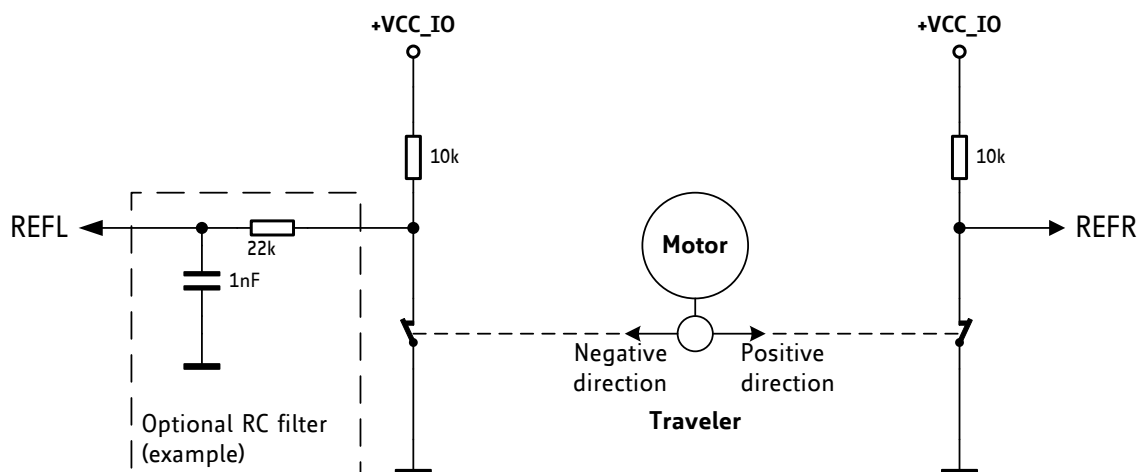 +VCC_IO
+VCC_IO
10k
10k
REFL
22k
1nF
Motor
REFR
Negative
direction
Positive
direction
Traveler
Optional RC filter
(example)